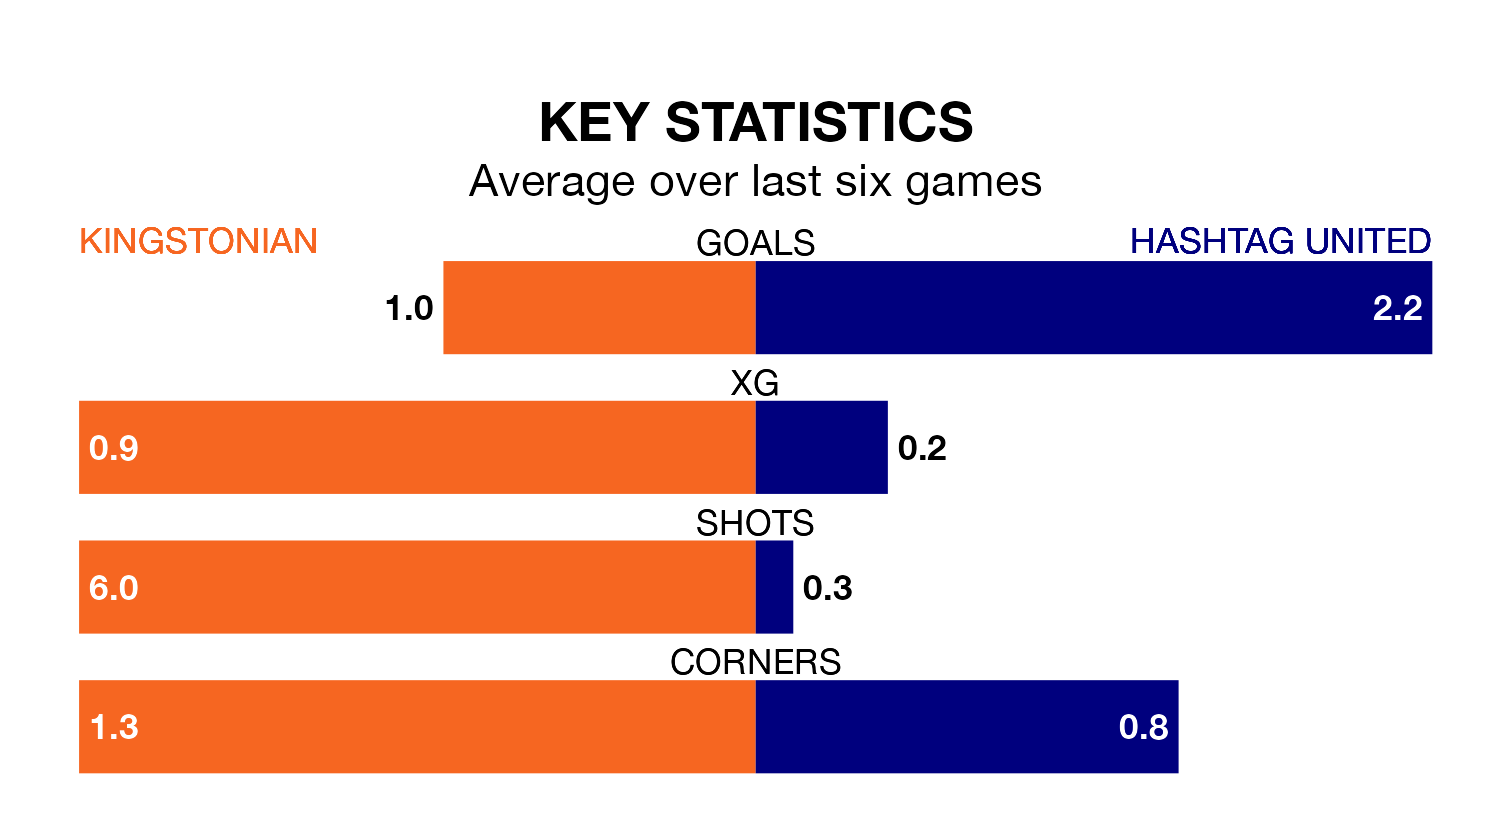 KEY STATISTICS
Average over last six games
KINGSTONIAN GOALS HASHTAG UNITED
1.0 2.2
XG
0.9 0.2
SHOTS
6.0 0.3
CORNERS
1.3 0.8